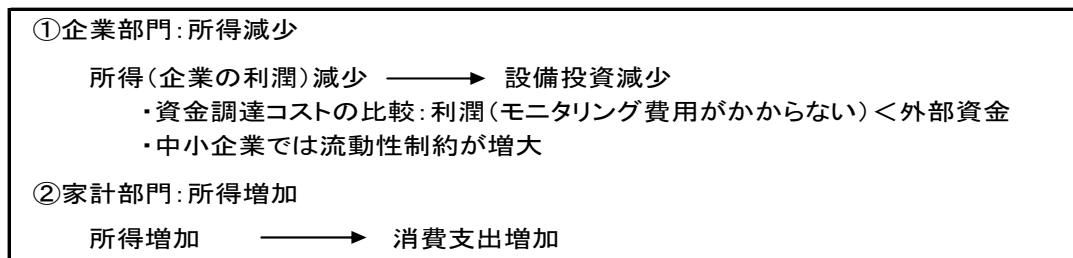 ①企業部門:所得減少
所得(企業の利潤)減少 → 設備投資減少
・資金調達コストの比較:利潤(モニタリング費用がかからない)<外部資金
・中小企業では流動性制約が増大
②家計部門:所得増加
所得増加 → 消費支出増加